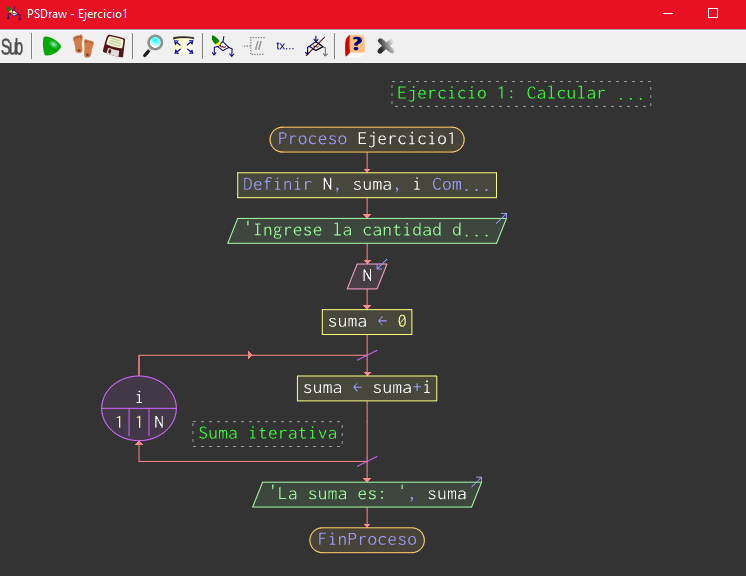 PSDraw - Ejercicio1
Sub
tx...
Ejercicio 1: Calcular ...
Proceso Ejercicio1
Definir N, suma, i Com...
'Ingrese la cantidad d...
N
suma ← 0
suma ← suma+i
i
1 1 N
Suma iterativa
'La suma es: ', suma
FinProceso